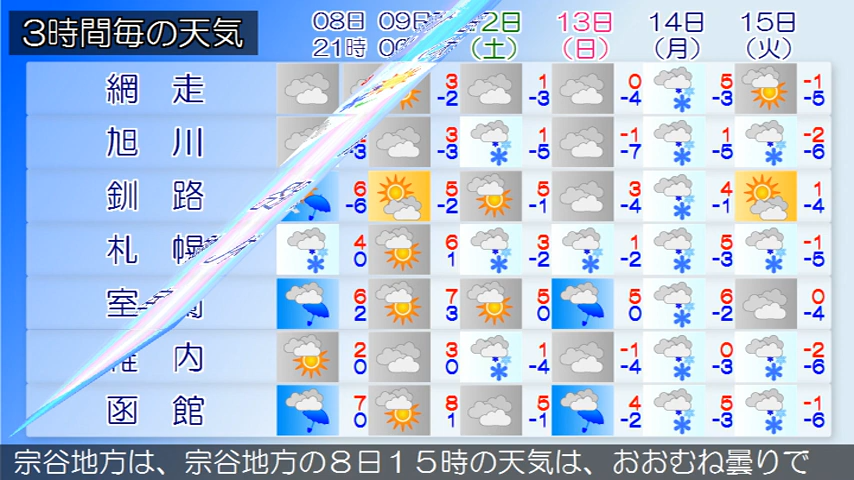 3時間毎の天気
08日 09日 2日 13日 14日 15日
21時 (土) (日) (月) (火)
網走 3 -2 1 -3 0 -4 5 -3 -1 -5
旭川 -3 3 -3 1 -5 -1 -7 1 -5 -2 -6
釧路 6 -6 5 -2 5 -1 3 -4 4 -1 1 -4
札幌 4 0 6 1 3 -2 1 -2 5 -3 -1 -5
室 6 2 7 3 5 0 5 0 6 -2 0 -4
内 2 0 3 0 1 -4 -1 -4 0 -3 -2 -6
函館 7 0 8 1 5 -1 4 -2 5 -3 -1 -6
宗谷地方は、宗谷地方の8日15時の天気は、おおむね曇りで